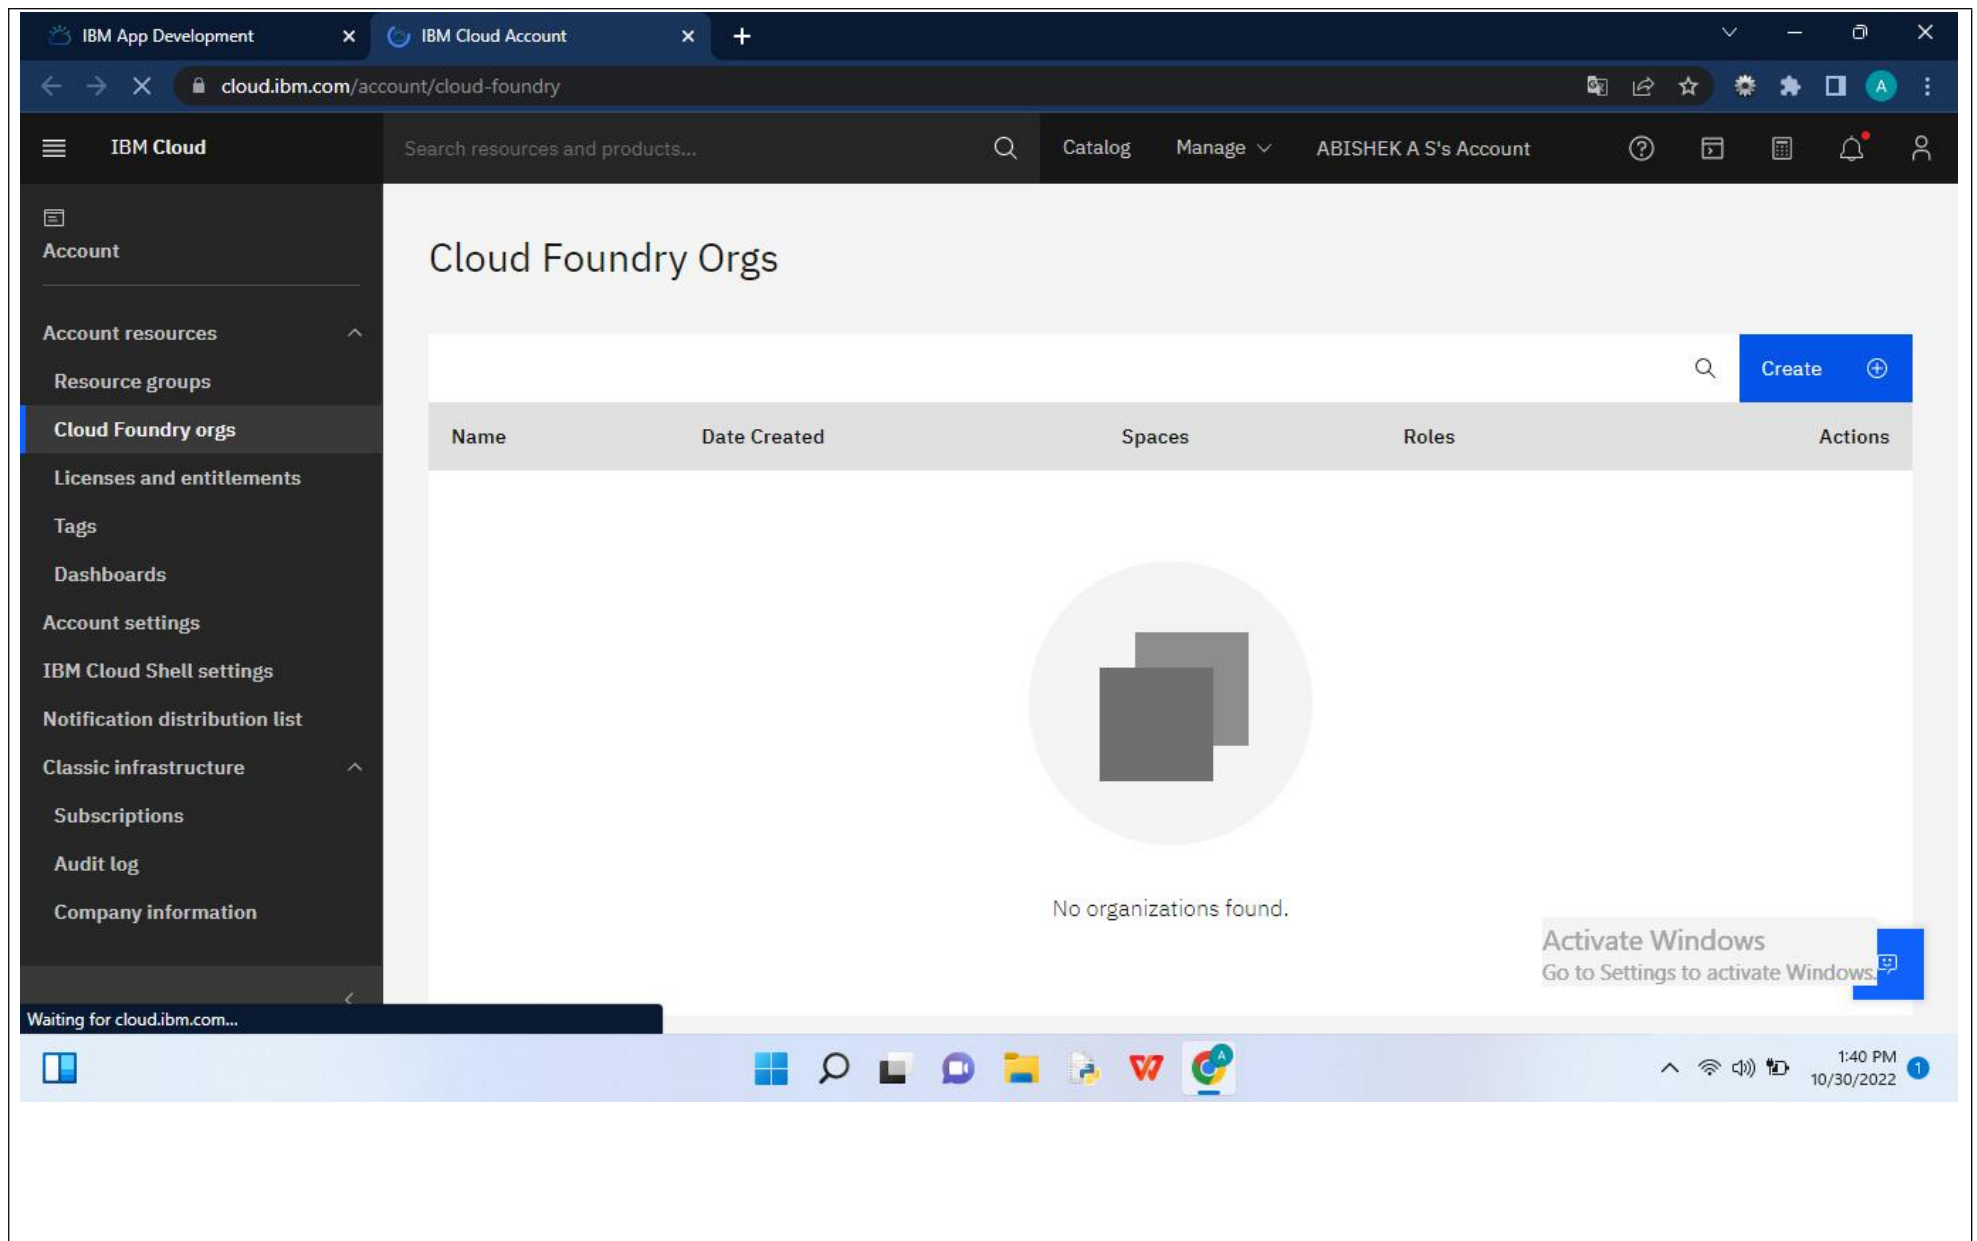 IBM App Development
IBM Cloud Account
cloud.ibm.com/account/cloud-foundry
A
IBM Cloud
Search resources and products...
Catalog
Manage
ABISHEK A S's Account
Account
Account resources
Resource groups
Cloud Foundry orgs
Licenses and entitlements
Tags
Dashboards
Account settings
IBM Cloud Shell settings
Notification distribution list
Classic infrastructure
Subscriptions
Audit log
Company information
Cloud Foundry Orgs
Create
Name Date Created Spaces Roles Actions
No organizations found.
Activate Windows
Go to Settings to activate Windows.
Waiting for cloud.ibm.com...
A
1:40 PM
10/30/2022
1